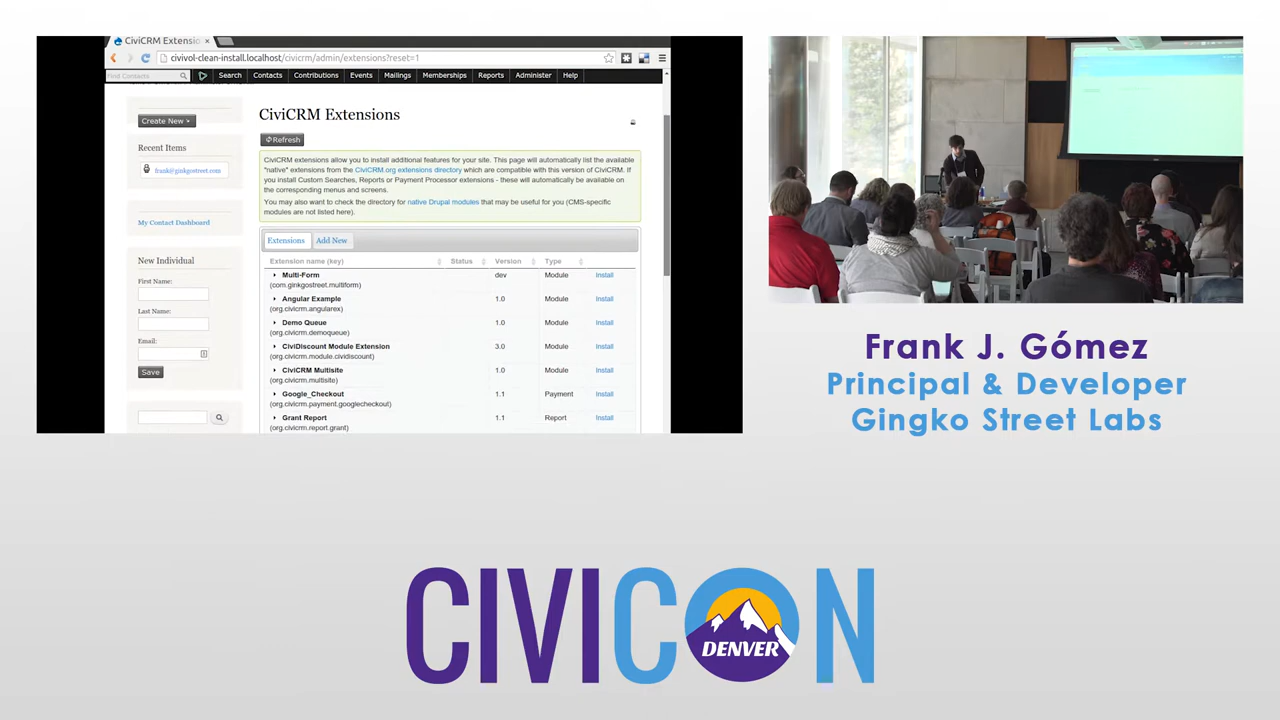 CiviCRM Extensio ×
civivol-clean-install.localhost/civicrm/admin/extensions?reset=1
Find Contacts
Search Contacts Contributions Events Mailings Memberships Reports Administer Help
Create New
Recent Items
frank@ginkgostreet.com
My Contact Dashboard
New Individual
First Name:
Last Name:
Email:
Save
CiviCRM Extensions
Refresh
CiviCRM extensions allow you to install additional features for your site. This page will automatically list the available
"native" extensions from the CiviCRM.org extensions directory which are compatible with this version of CiviCRM. If
you install Custom Searches, Reports or Payment Processor extensions - these will automatically be available on
the corresponding menus and screens.
You may also want to check the directory for native Drupal modules that may be useful for you (CMS-specific
modules are not listed here).
Extensions Add New
Extension name (key) Status Version Type
Multi-Form dev Module Install
(com.ginkgostreet.multiform)
Angular Example 1.0 Module Install
(org.civicrm.angularex)
Demo Queue 1.0 Module Install
(org.civicrm.demoqueue)
CiviDiscount Module Extension 3.0 Module Install
(org.civicrm.module.cividiscount)
CiviCRM Multisite 1.0 Module Install
(org.civicrm.multisite)
Google_Checkout 1.1 Payment Install
(org.civicrm.payment.googlecheckout)
Grant Report 1.1 Report Install
(org.civicrm.report.grant)
Frank J. Gómez
Principal & Developer
Gingko Street Labs
CIVICON
DENVER